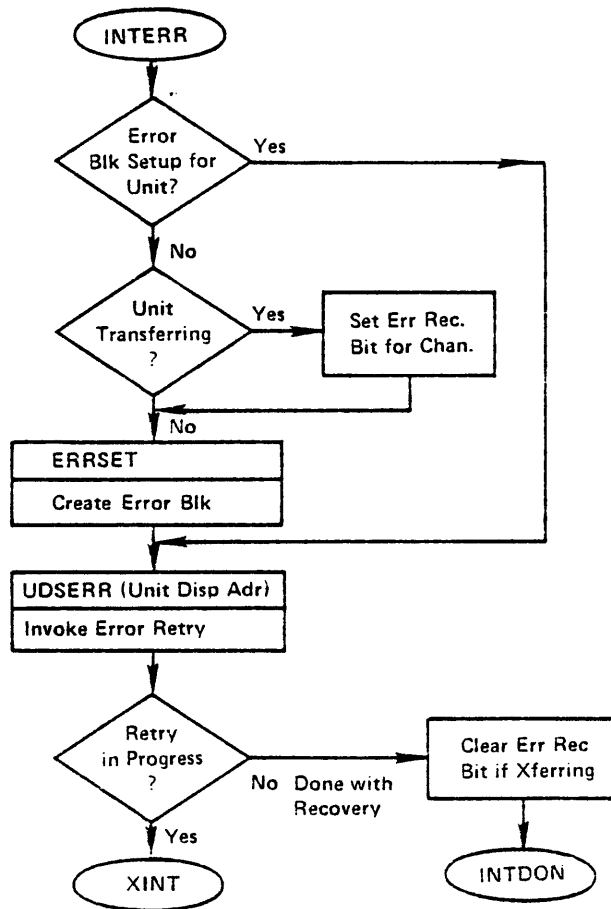 INTERR
Error
Blk Setup for
Unit?
Yes
No
Unit
Transferring
?
Yes
Set Err Rec.
Bit for Chan.
No
ERRSET
Create Error Blk
UDSERR (Unit Disp Adr)
Invoke Error Retry
Retry
in Progress
?
No Done with
Recovery
Clear Err Rec
Bit if Xferring
Yes
XINT
INTDON